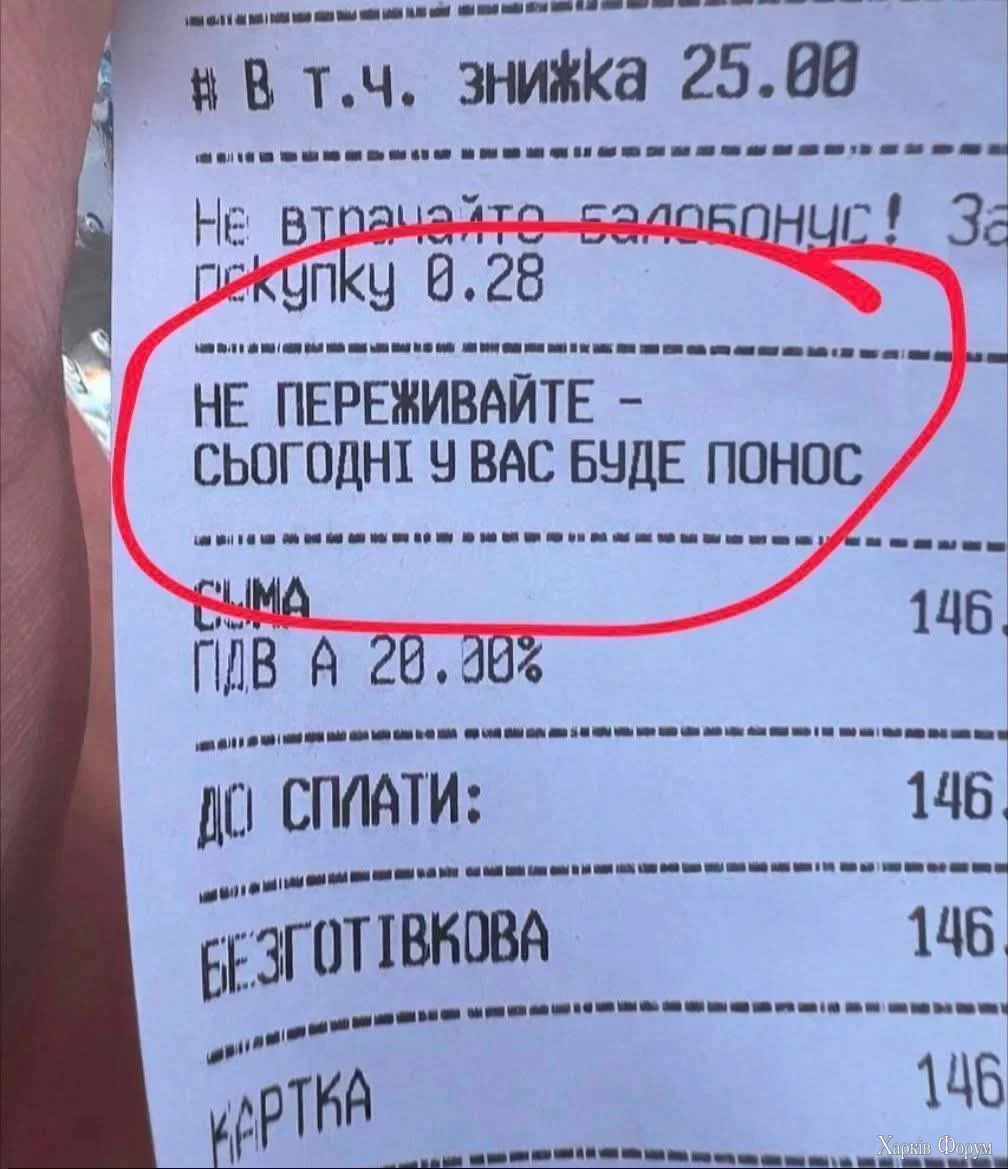 # В т.ч. знижка 25.00
Не втрачайте балобонус! За
покупку 0.28
НЕ ПЕРЕЖИВАЙТЕ -
СЬОГОДНІ У ВАС БУДЕ ПОНОС
СУМА 146.
ПДВ А 20.00%
ДО СПЛАТИ: 146.
БЕЗГОТІВКОВА 146.
КАРТКА 146
Харків Форум